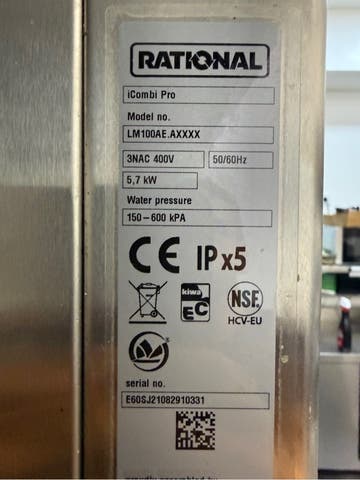 RATIONAL
iCombi Pro
Model no.
LM100AE.AXXXX
3NAC 400V 50/60Hz
5,7 kW
Water pressure
150–600 kPA
CE IPx5
kiwa
EC
NSF®
HCV-EU
®
serial no.
E60SJ21082910331